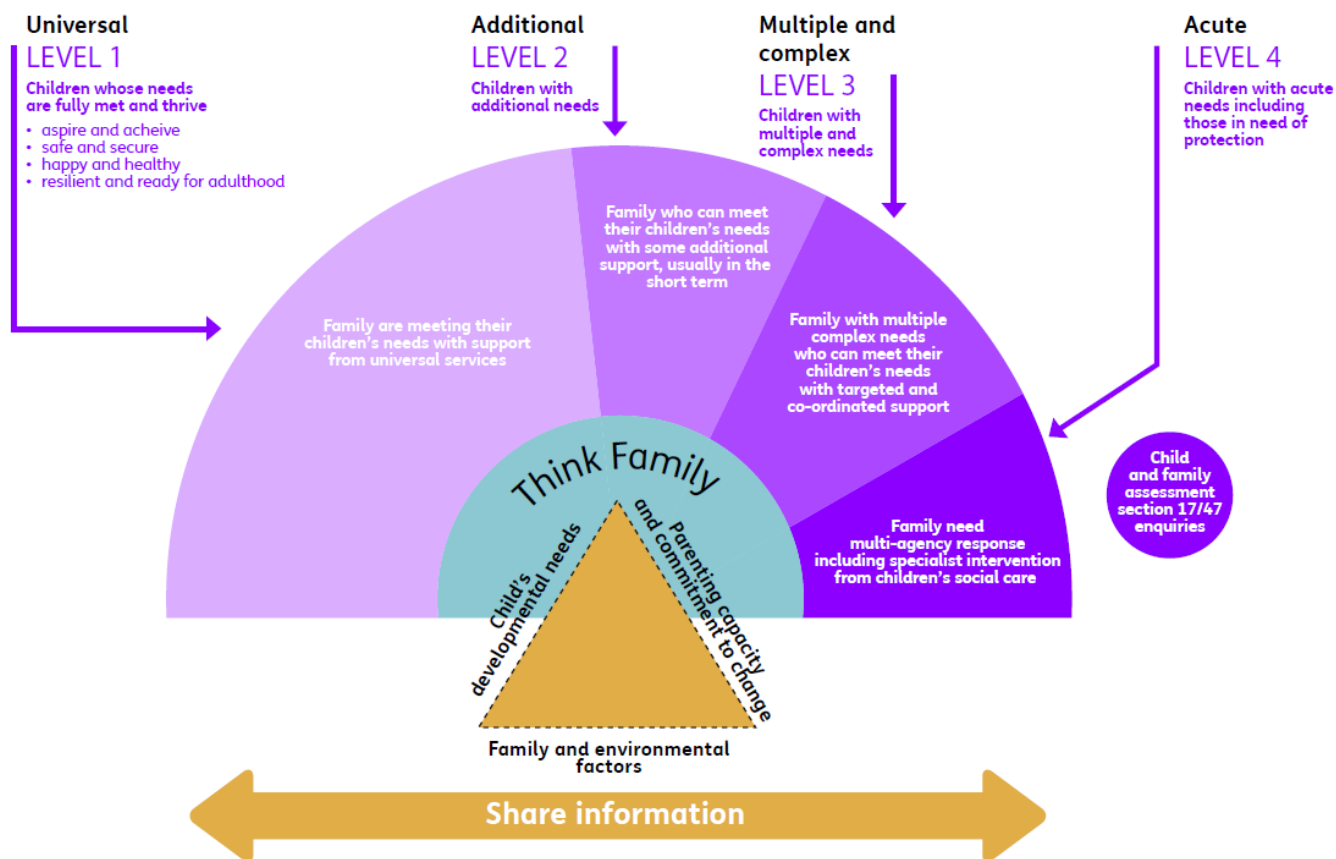 Universal
LEVEL 1
Children whose needs
are fully met and thrive
• aspire and acheive
• safe and secure
• happy and healthy
• resilient and ready for adulthood
Additional
LEVEL 2
Children with
additional needs
Multiple and
complex
LEVEL 3
Children with
multiple and
complex needs
Acute
LEVEL 4
Children with acute
needs including
those in need of
protection
Family are meeting their
children's needs with support
from universal services
Family who can meet
their children's needs
with some additional
support, usually in the
short term
Family with multiple
complex needs
who can meet their
children's needs
with targeted and
co-ordinated support
Family need
multi-agency response
including specialist intervention
from children's social care
Child
and family
assessment
section 17/47
enquiries
Think Family
Child's
developmental needs
Parenting capacity
and commitment to change
Family and environmental
factors
Share information